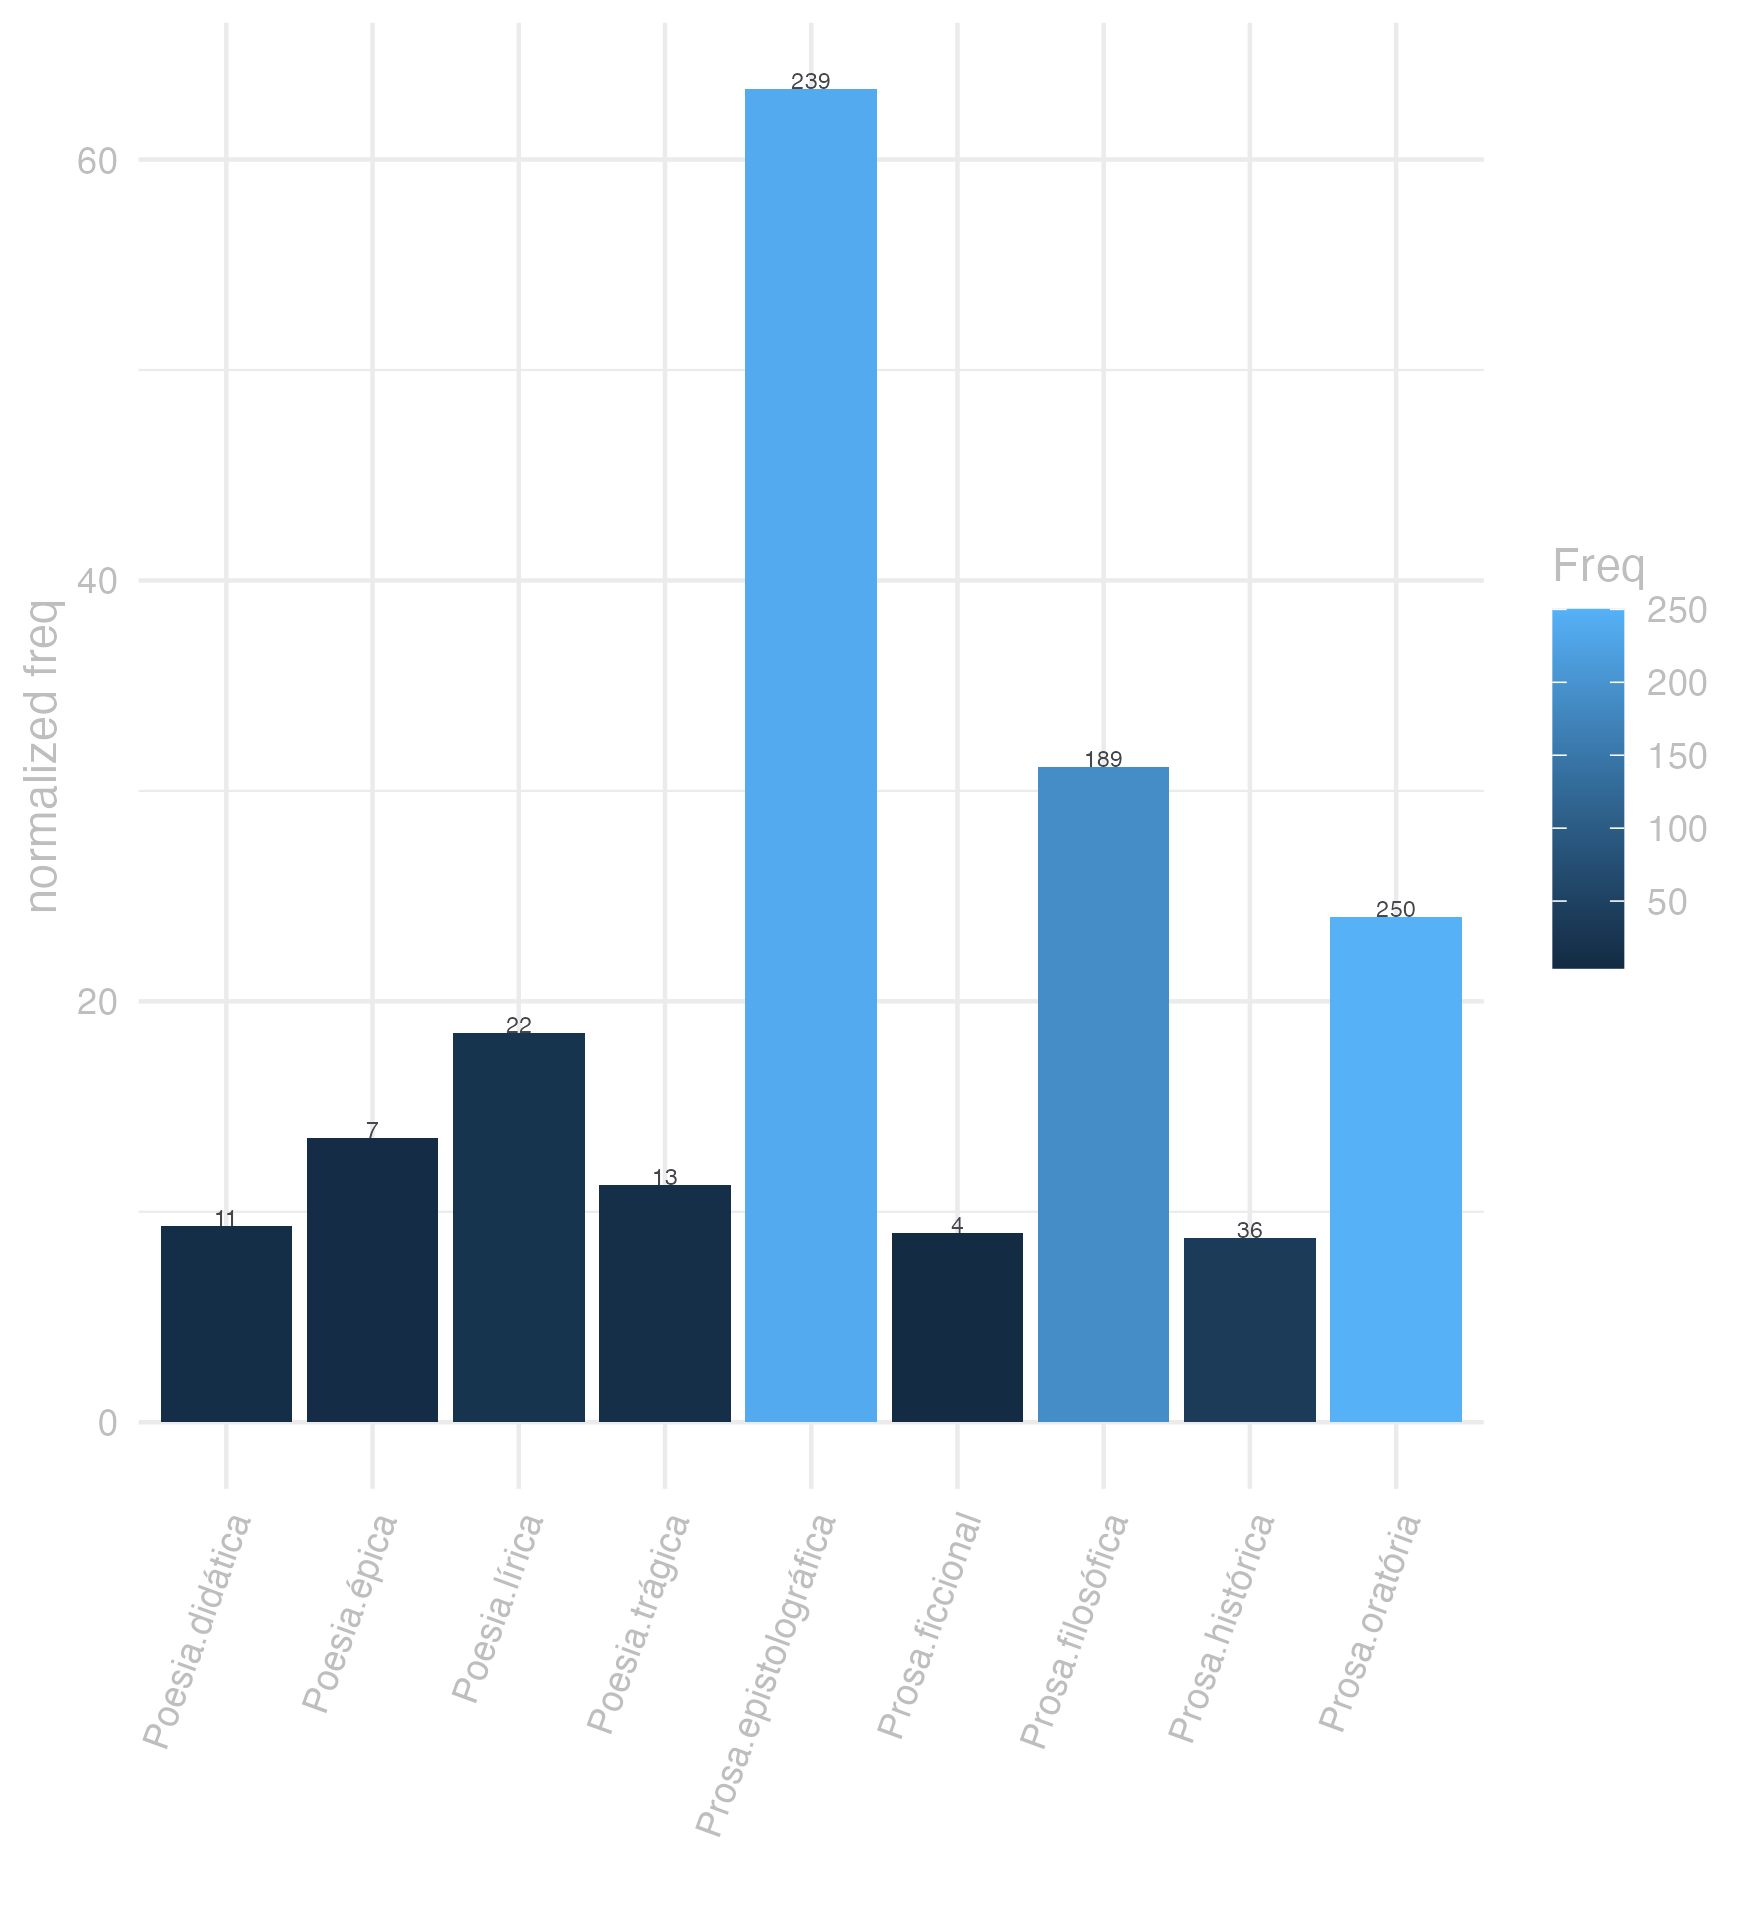 normalized freq
60
40
20
0
11
7
22
13
239
4
189
36
250
Poesia.didática
Poesia.épica
Poesia.lírica
Poesia.trágica
Prosa.epistolográfica
Prosa.ficcional
Prosa.filosófica
Prosa.histórica
Prosa.oratória
Freq
250
200
150
100
50